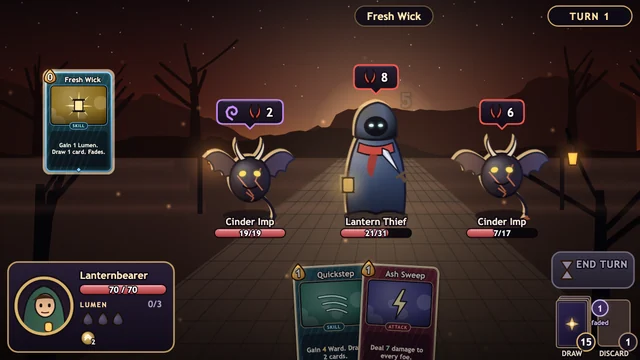 Fresh Wick
TURN 1
0
Fresh Wick
SKILL
Gain 1 Lumen.
Draw 1 card. Fades.
2
8
6
5
Cinder Imp
19/19
Lantern Thief
21/31
Cinder Imp
7/17
Lanternbearer
70 / 70
LUMEN
0/3
2
1
Quickstep
SKILL
Gain 4 Ward. Draw
2 cards.
1
Ash Sweep
ATTACK
Deal 7 damage to
every foe.
END TURN
1
faded
15
DRAW
1
DISCARD